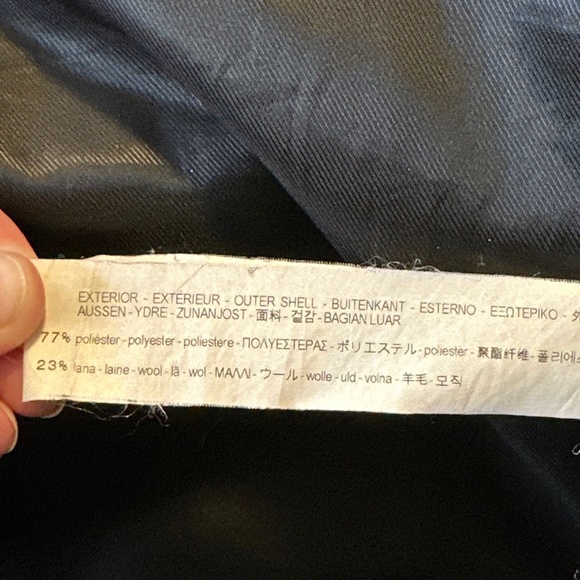 EXTERIOR - EXTÉRIEUR - OUTER SHELL - BUITENKANT - ESTERNO - ΕΞΩΤΕΡΙΚΟ -
AUSSEN - YDRE - ZUNANJOST - 面料 - 겉감 - BAGIAN LUAR
77% poliéster - polyester - poliestere - ΠΟΛΥΕΣΤΕΡΑΣ - ポリエステル - poliester - 聚酯纤维 - 폴리에스
23% lana - laine - wool - lã - wol - ΜΑΛΛΙ - ウール - wolle - uld - volna - 羊毛 - 모직